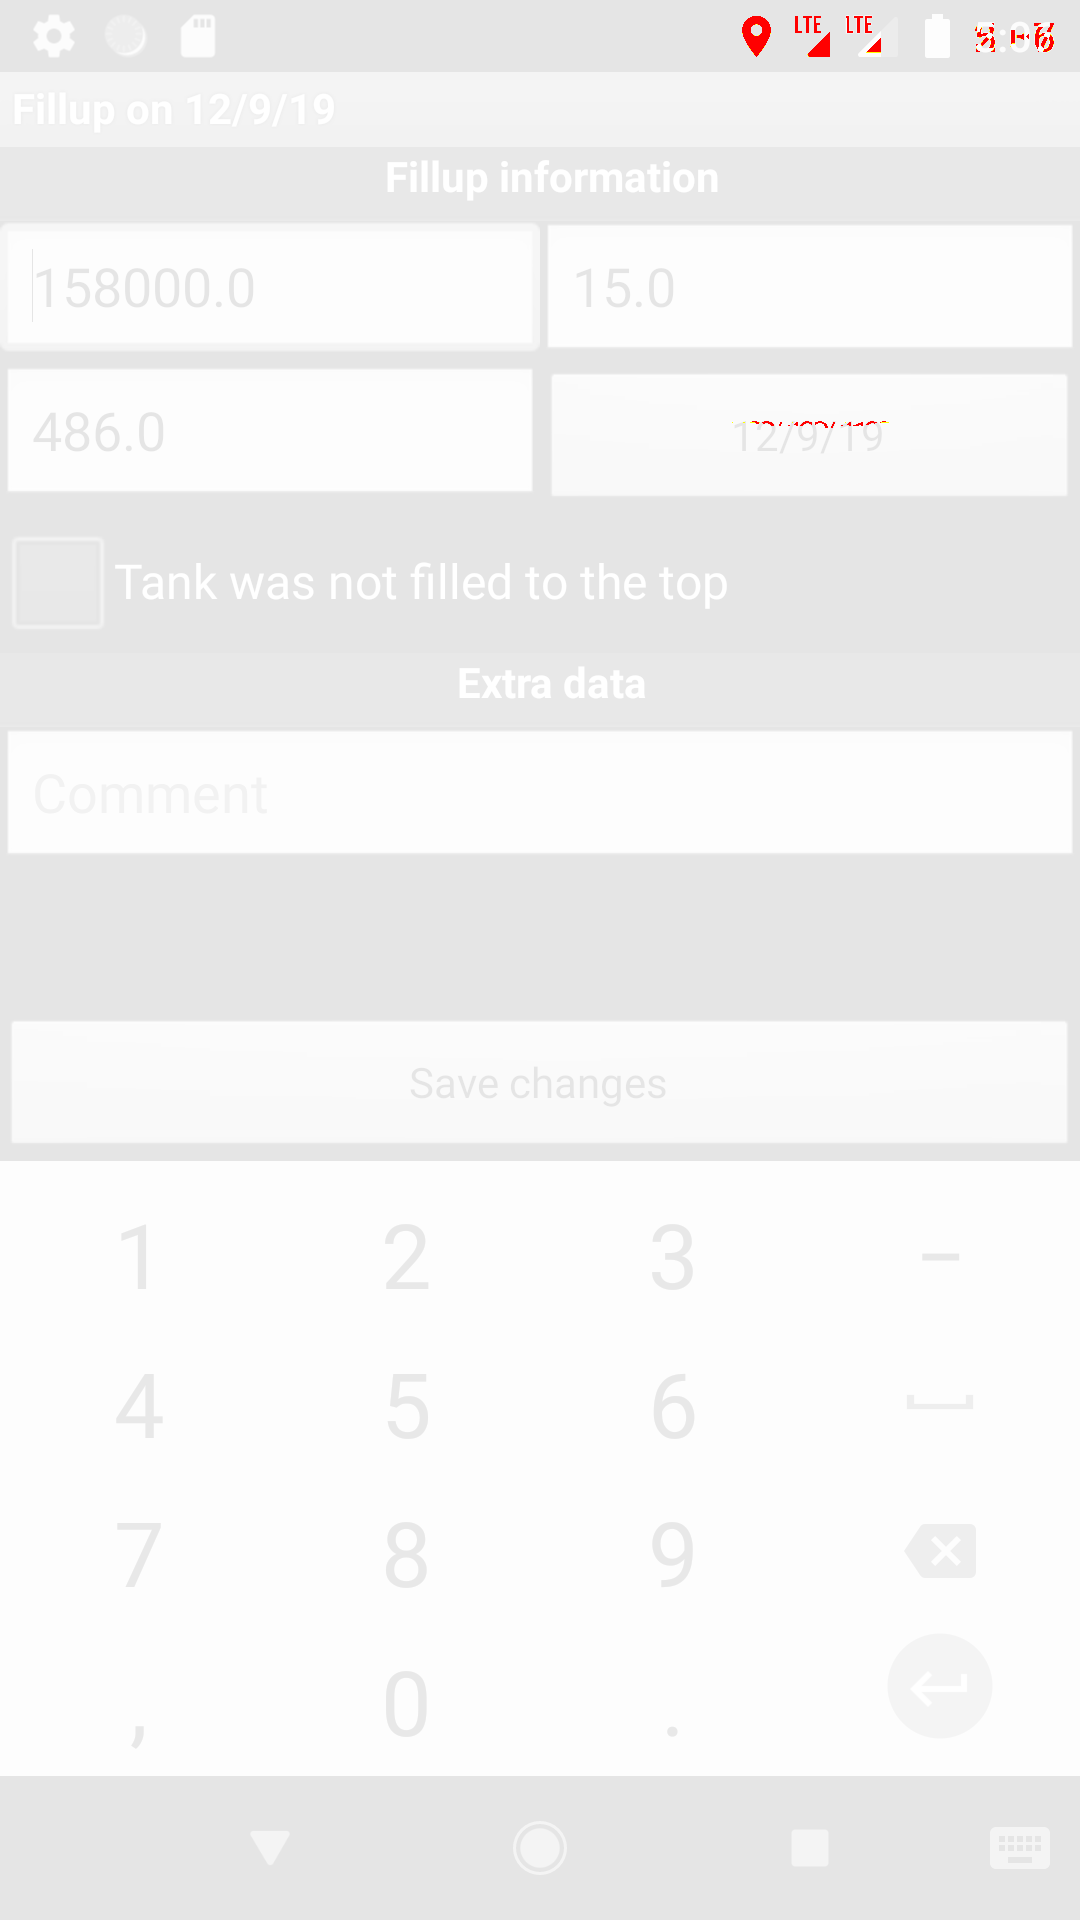 LTE LTE
Fillup on 12/9/19
Fillup information
158000.0 15.0
486.0 12/9/19
Tank was not filled to the top
Extra data
Comment
Save changes
1 2 3 –
4 5 6
7 8 9
, 0 .